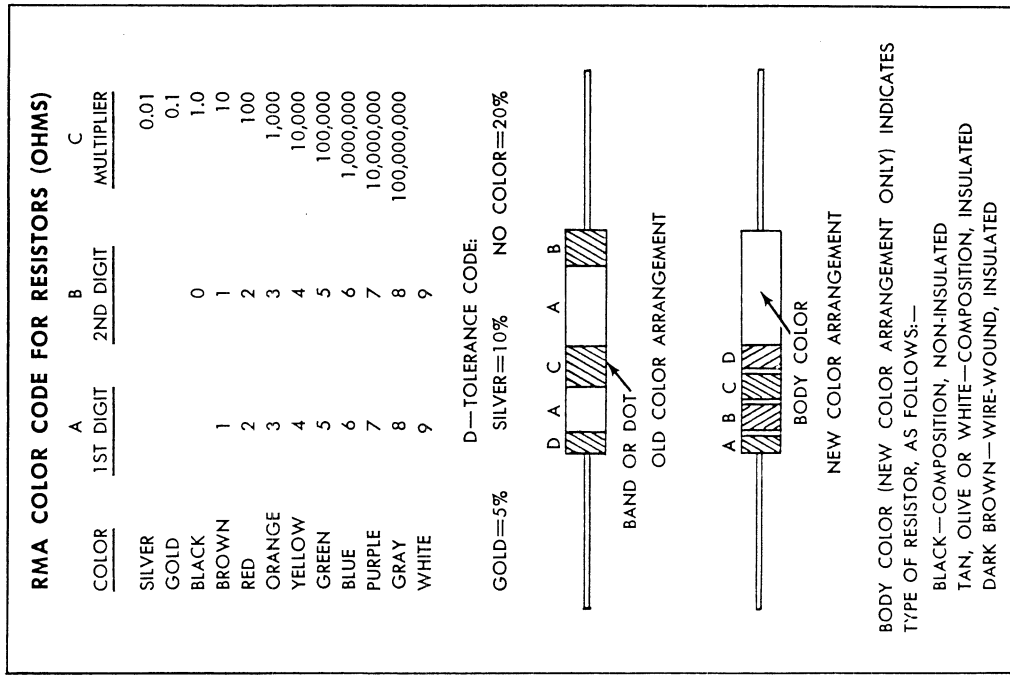 RMA COLOR CODE FOR RESISTORS (OHMS)
A B C
COLOR 1ST DIGIT 2ND DIGIT MULTIPLIER
SILVER 0.01
GOLD 0.1
BLACK 0 1.0
BROWN 1 1 10
RED 2 2 100
ORANGE 3 3 1,000
YELLOW 4 4 10,000
GREEN 5 5 100,000
BLUE 6 6 1,000,000
PURPLE 7 7 10,000,000
GRAY 8 8 100,000,000
WHITE 9 9
D—TOLERANCE CODE:
GOLD=5% SILVER=10% NO COLOR=20%
D A C A B
BAND OR DOT
OLD COLOR ARRANGEMENT
A B C D
BODY COLOR
NEW COLOR ARRANGEMENT
BODY COLOR (NEW COLOR ARRANGEMENT ONLY) INDICATES
TYPE OF RESISTOR, AS FOLLOWS:—
BLACK—COMPOSITION, NON-INSULATED
TAN, OLIVE OR WHITE—COMPOSITION, INSULATED
DARK BROWN—WIRE-WOUND, INSULATED